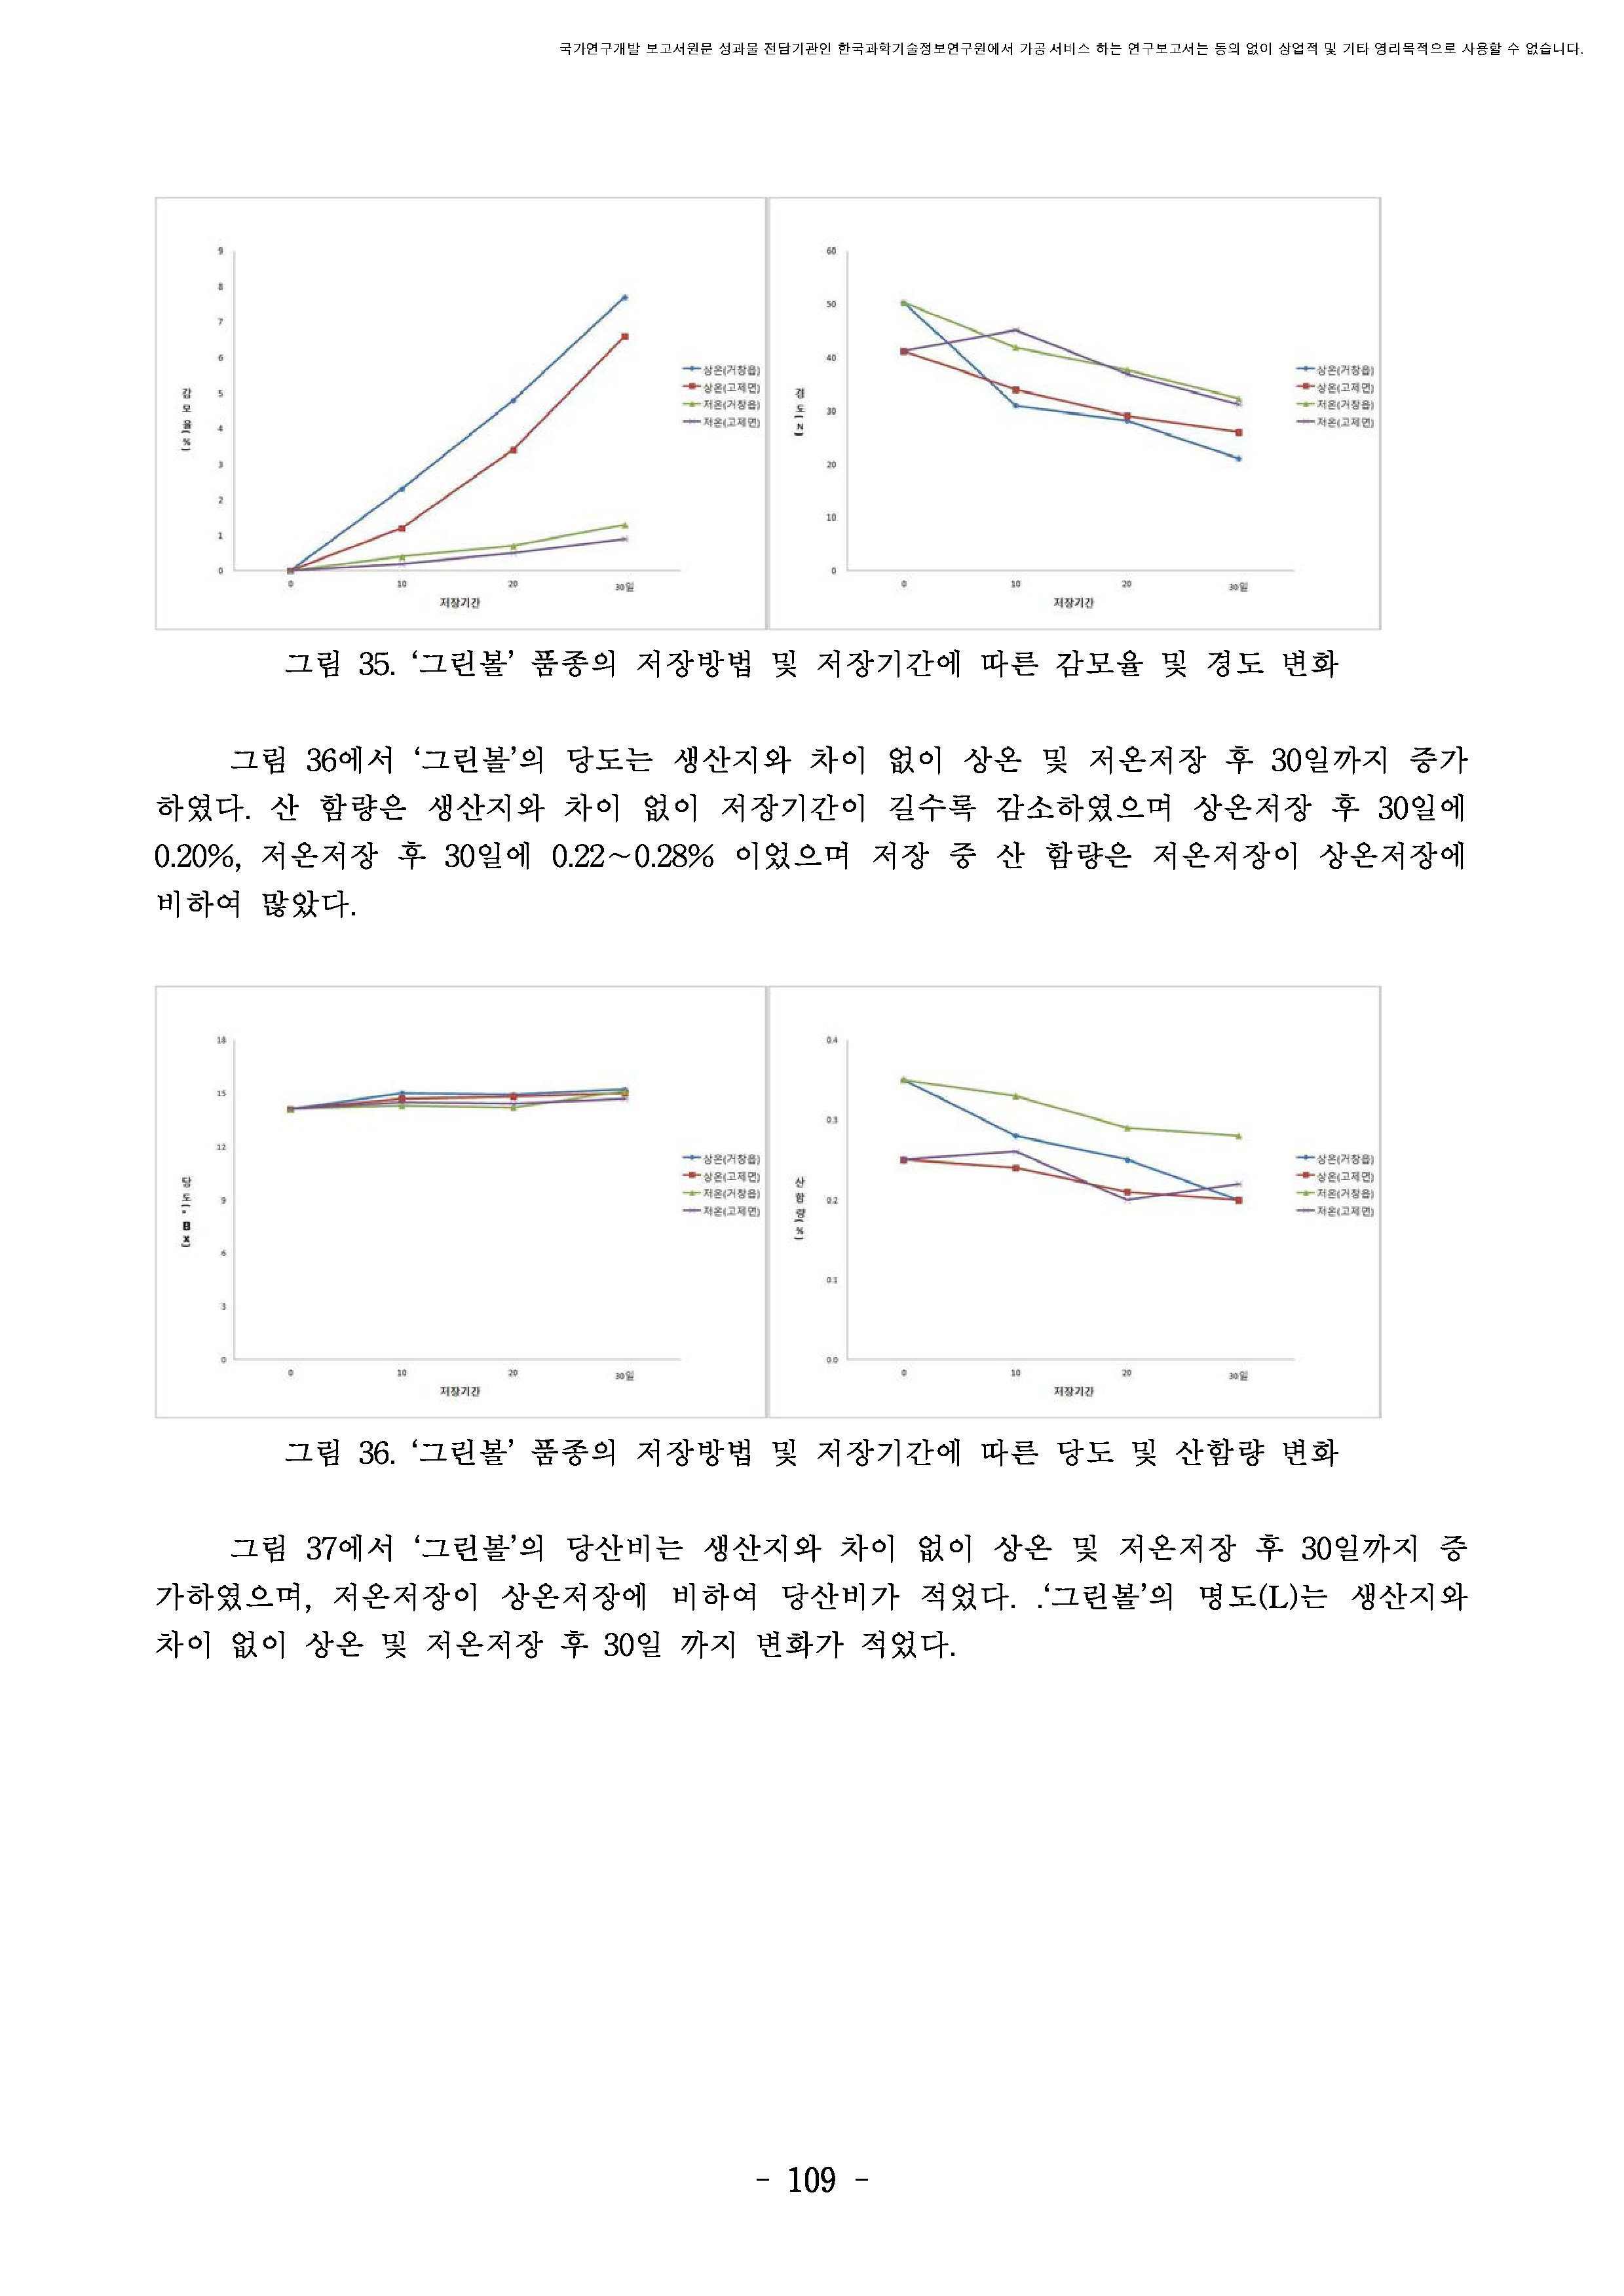 국가연구개발 보고서원문 성과물 전담기관인 한국과학기술정보연구원에서 가공·서비스 하는 연구보고서는 동의 없이 상업적 및 기타 영리목적으로 사용할 수 없습니다.
감모율(%)
9
8
7
6
5
4
3
2
1
0
0 10 20 30일
저장기간
상온(거창읍)
상온(고제면)
저온(거창읍)
저온(고제면)
경도(N)
60
50
40
30
20
10
0
0 10 20 30일
저장기간
상온(거창읍)
상온(고제면)
저온(거창읍)
저온(고제면)
그림 35. ‘그린볼’ 품종의 저장방법 및 저장기간에 따른 감모율 및 경도 변화
그림 36에서 ‘그린볼’의 당도는 생산지와 차이 없이 상온 및 저온저장 후 30일까지 증가
하였다. 산 함량은 생산지와 차이 없이 저장기간이 길수록 감소하였으며 상온저장 후 30일에
0.20%, 저온저장 후 30일에 0.22~0.28% 이었으며 저장 중 산 함량은 저온저장이 상온저장에
비하여 많았다.
당도(°Bx)
18
15
12
9
6
3
0
0 10 20 30일
저장기간
상온(거창읍)
상온(고제면)
저온(거창읍)
저온(고제면)
산함량(%)
0.4
0.3
0.2
0.1
0.0
0 10 20 30일
저장기간
상온(거창읍)
상온(고제면)
저온(거창읍)
저온(고제면)
그림 36. ‘그린볼’ 품종의 저장방법 및 저장기간에 따른 당도 및 산함량 변화
그림 37에서 ‘그린볼’의 당산비는 생산지와 차이 없이 상온 및 저온저장 후 30일까지 증
가하였으며, 저온저장이 상온저장에 비하여 당산비가 적었다. .‘그린볼’의 명도(L)는 생산지와
차이 없이 상온 및 저온저장 후 30일 까지 변화가 적었다.
- 109 -